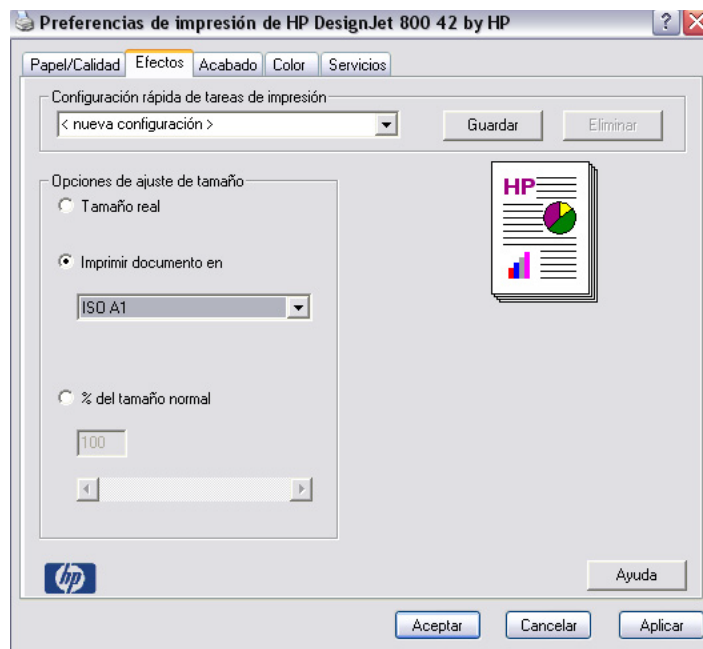 Preferencias de impresión de HP DesignJet 800 42 by HP
Papel/Calidad Efectos Acabado Color Servicios
Configuración rápida de tareas de impresión
< nueva configuración > Guardar Eliminar
Opciones de ajuste de tamaño
Tamaño real
Imprimir documento en
ISO A1
% del tamaño normal
100
HP
hp
Ayuda
Aceptar Cancelar Aplicar